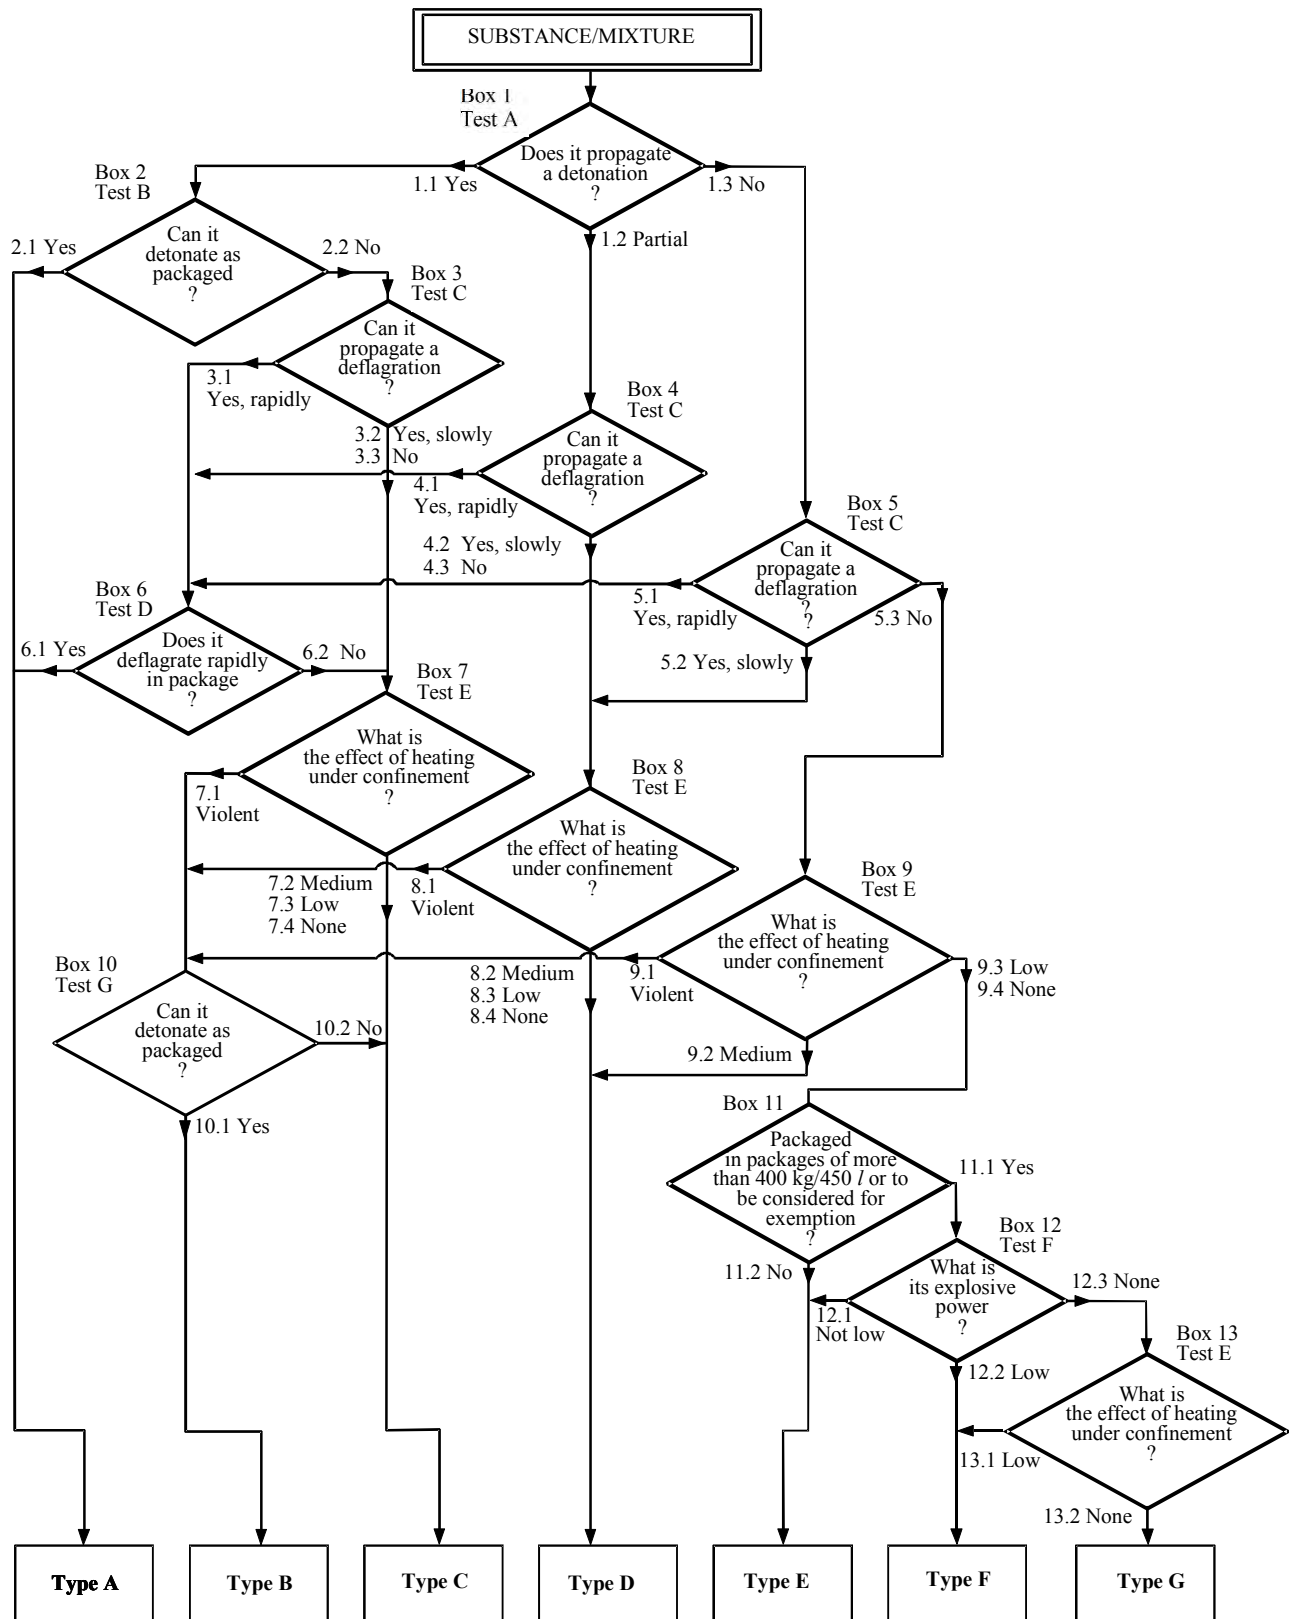 SUBSTANCE/MIXTURE
Box 1
Test A
Does it propagate
a detonation
?
1.1 Yes
1.3 No
1.2 Partial
Box 2
Test B
Can it
detonate as
packaged
?
2.1 Yes
2.2 No
Box 3
Test C
Can it
propagate a
deflagration
?
3.1
Yes, rapidly
3.2 Yes, slowly
3.3 No
Box 4
Test C
Can it
propagate a
deflagration
?
4.1
Yes, rapidly
4.2 Yes, slowly
4.3 No
Box 5
Test C
Can it
propagate a
deflagration
?
?
5.1
Yes, rapidly
5.3 No
5.2 Yes, slowly
Box 6
Test D
Does it
deflagrate rapidly
in package
?
6.1 Yes
6.2 No
Box 7
Test E
What is
the effect of heating
under confinement
?
7.1
Violent
7.2 Medium
7.3 Low
7.4 None
Box 8
Test E
What is
the effect of heating
under confinement
?
8.1
Violent
8.2 Medium
8.3 Low
8.4 None
Box 9
Test E
What is
the effect of heating
under confinement
?
9.1
Violent
9.3 Low
9.4 None
9.2 Medium
Box 10
Test G
Can it
detonate as
packaged
?
10.2 No
10.1 Yes
Box 11
Packaged
in packages of more
than 400 kg/450 l or to
be considered for
exemption
?
11.1 Yes
11.2 No
Box 12
Test F
What is
its explosive
power
?
12.1
Not low
12.3 None
12.2 Low
Box 13
Test E
What is
the effect of heating
under confinement
?
13.1 Low
13.2 None
Type A
Type B
Type C
Type D
Type E
Type F
Type G